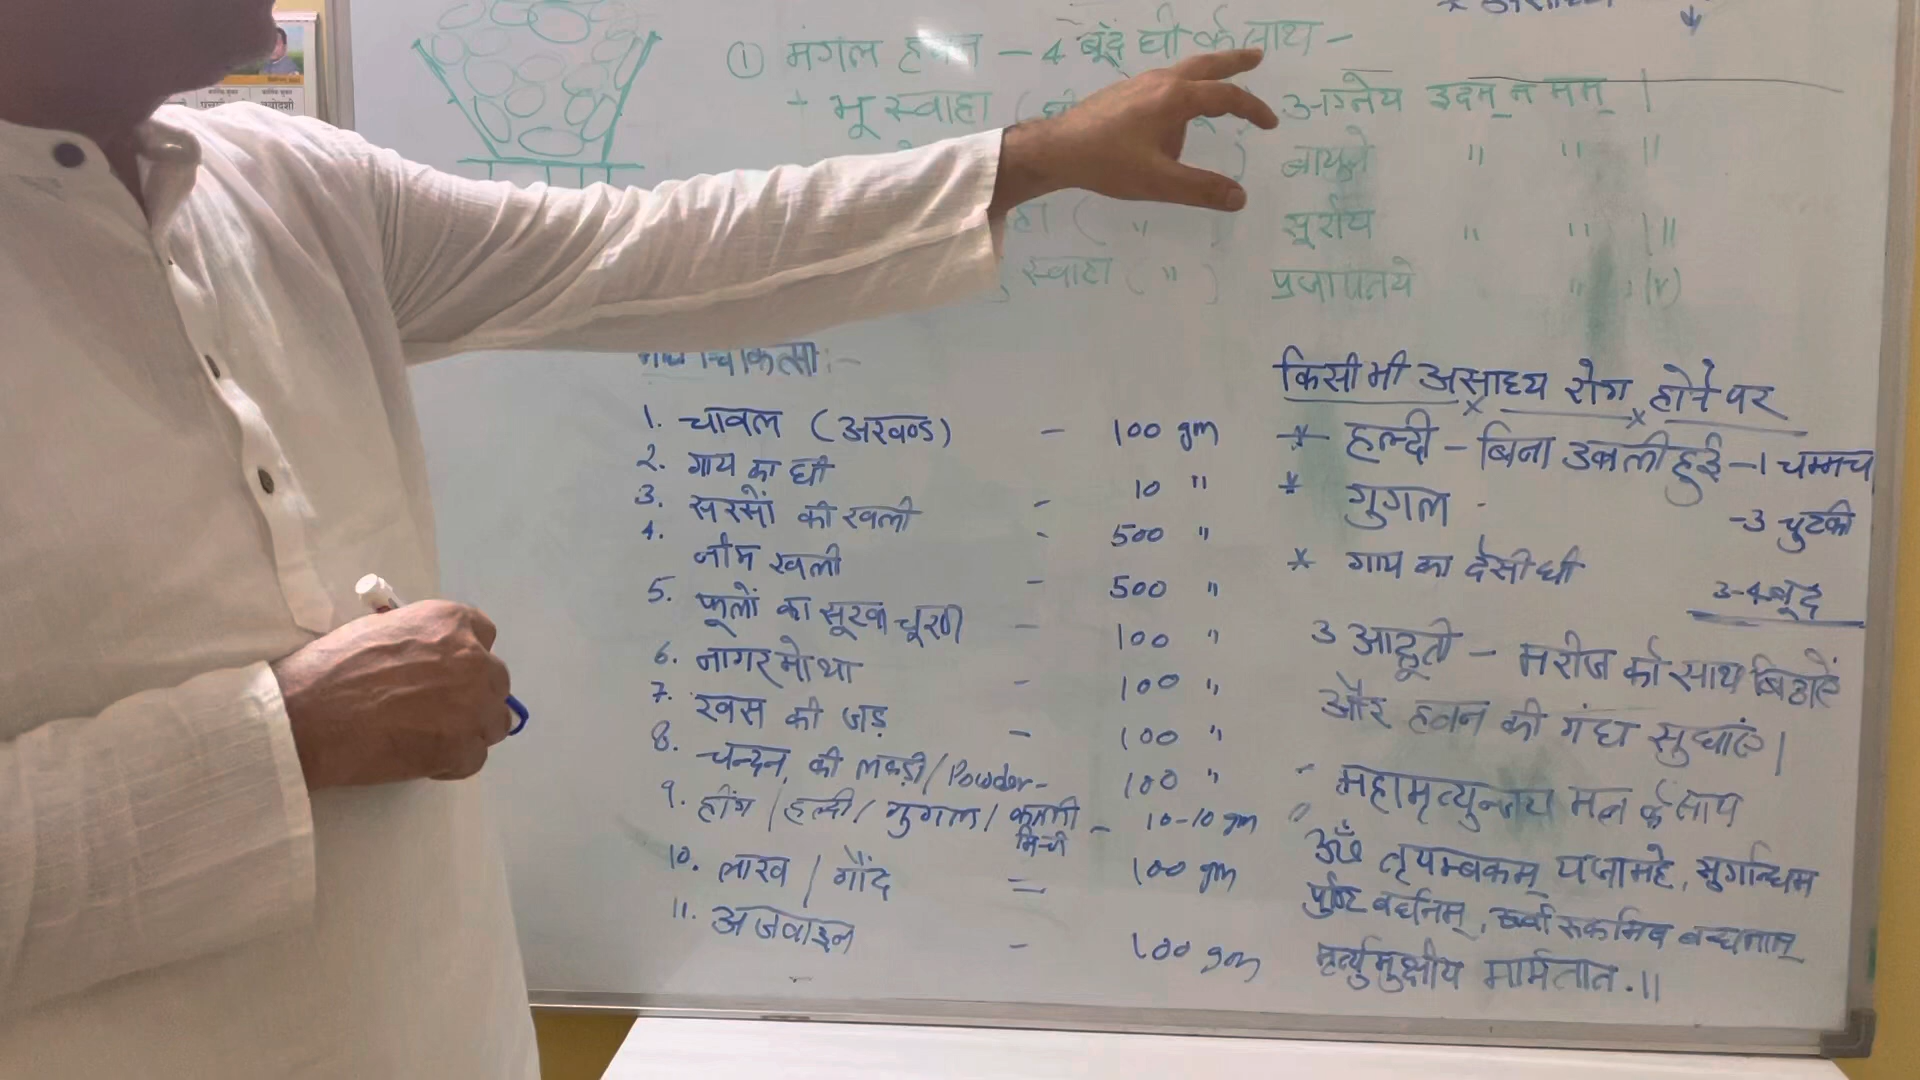 ① मंगल हवन – 4 बूँद घी के साथ –
+ भू स्वाहा ( अग्नेय इदम् न मम् ।
वायुवे " " "
( " सूर्याय " " "
स्वाहा ( " ) प्रजापतये " "
चिकित्सा :-
1. चावल (अखण्ड) – 100 gm
2. गाय का घी – 10 "
3. सरसों की खली – 500 "
4. नीम खली – 500 "
5. फूलों का सूखा चूर्ण – 100 "
6. नागर मोथा – 100 "
7. खस की जड़ – 100 "
8. चन्दन की लकड़ी / Powder – 100 "
9. हींग / हल्दी / गुगल / काली मिर्ची – 10-10 gm
10. लाख / गौंद = 100 gm
11. अजवाइन – 100 gm
किसी भी असाध्य रोग होने पर
* हल्दी – बिना उबली हुई – 1 चम्मच
* गुगल – 3 चुटकी
* गाय का देसी घी 3-4 बूंद
3 आहूती – मरीज को साथ बिठाऐं
और हवन की गंध सुघांऐ।
- महामृत्युन्जय मन्त्र के साथ
ॐ त्रृयम्बकम् यजामहे, सुगन्धिम
पुष्टि वर्धनम्, उर्वारुकमिव बन्धनान्
मृर्त्युमुक्षीय मार्मतात.॥